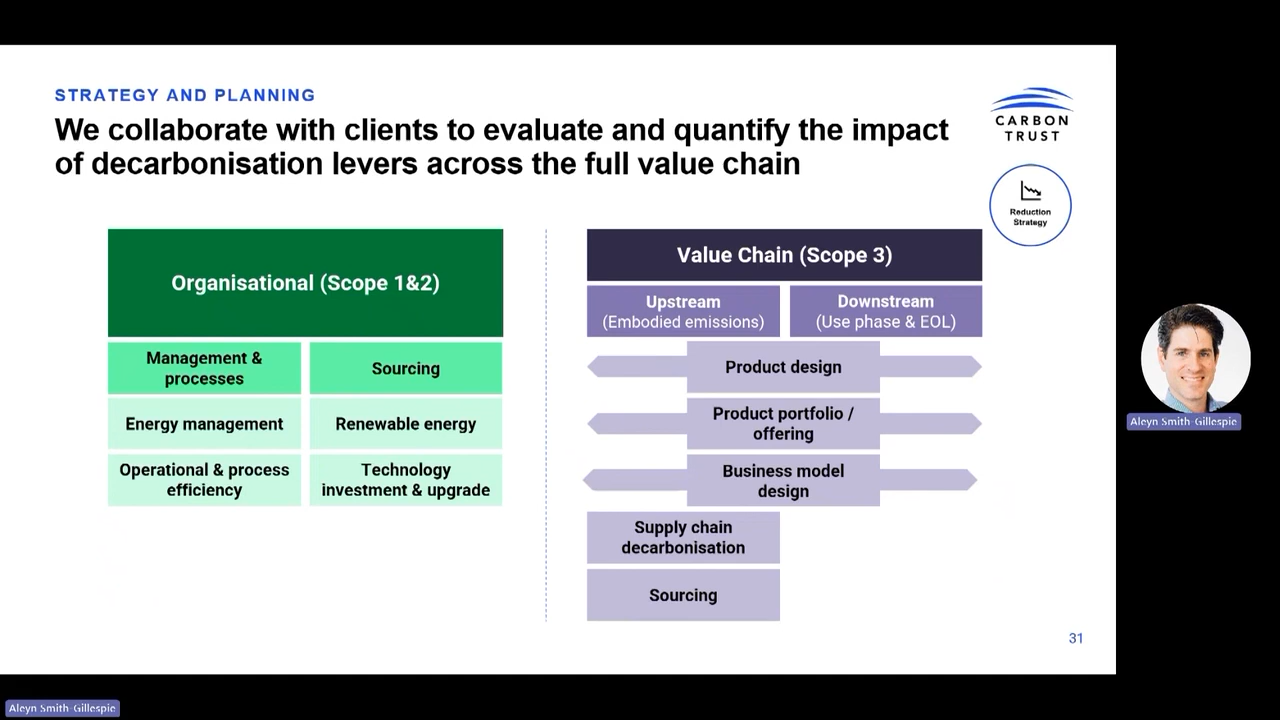 STRATEGY AND PLANNING
We collaborate with clients to evaluate and quantify the impact
of decarbonisation levers across the full value chain
CARBON
TRUST
Reduction
Strategy
Organisational (Scope 1&2)
Management &
processes
Sourcing
Energy management
Renewable energy
Operational & process
efficiency
Technology
investment & upgrade
Value Chain (Scope 3)
Upstream
(Embodied emissions)
Downstream
(Use phase & EOL)
Product design
Product portfolio /
offering
Business model
design
Supply chain
decarbonisation
Sourcing
31
Aleyn Smith-Gillespie
Aleyn Smith-Gillespie